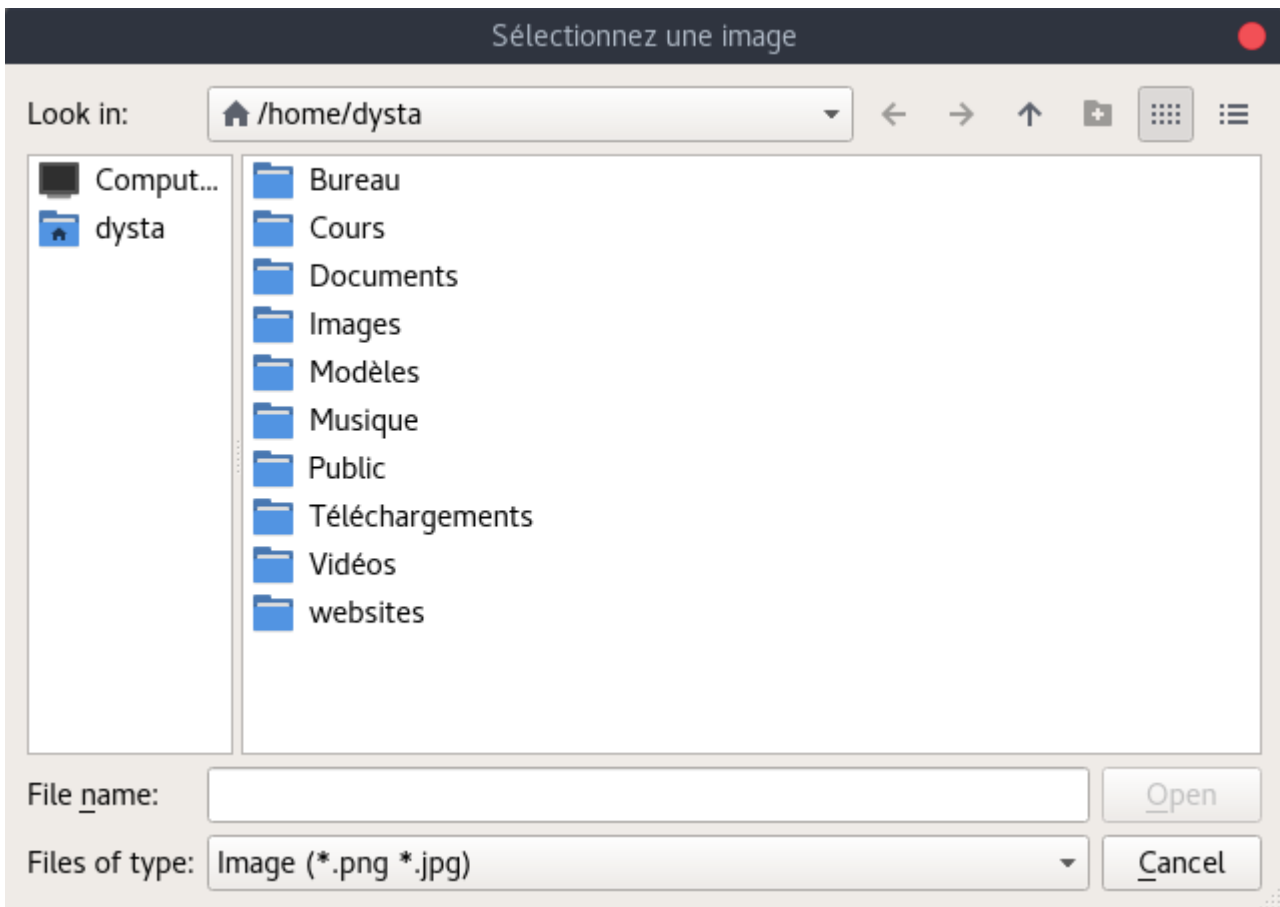 Sélectionnez une image
Look in: /home/dysta
Comput...
dysta
Bureau
Cours
Documents
Images
Modèles
Musique
Public
Téléchargements
Vidéos
websites
File name:
Open
Files of type: Image (*.png *.jpg)
Cancel